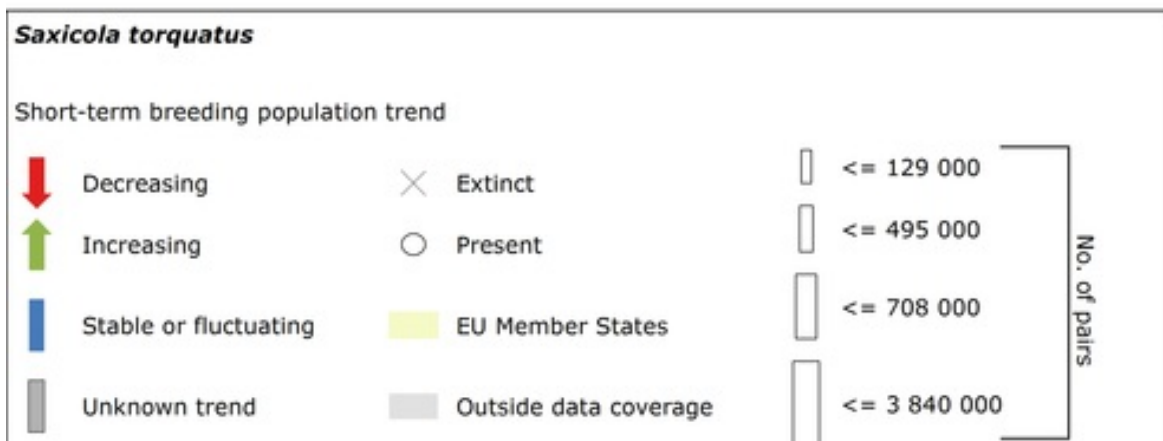 Saxicola torquatus
Short-term breeding population trend
Decreasing
Increasing
Stable or fluctuating
Unknown trend
Extinct
Present
EU Member States
Outside data coverage
<= 129 000
<= 495 000
<= 708 000
<= 3 840 000
No. of pairs